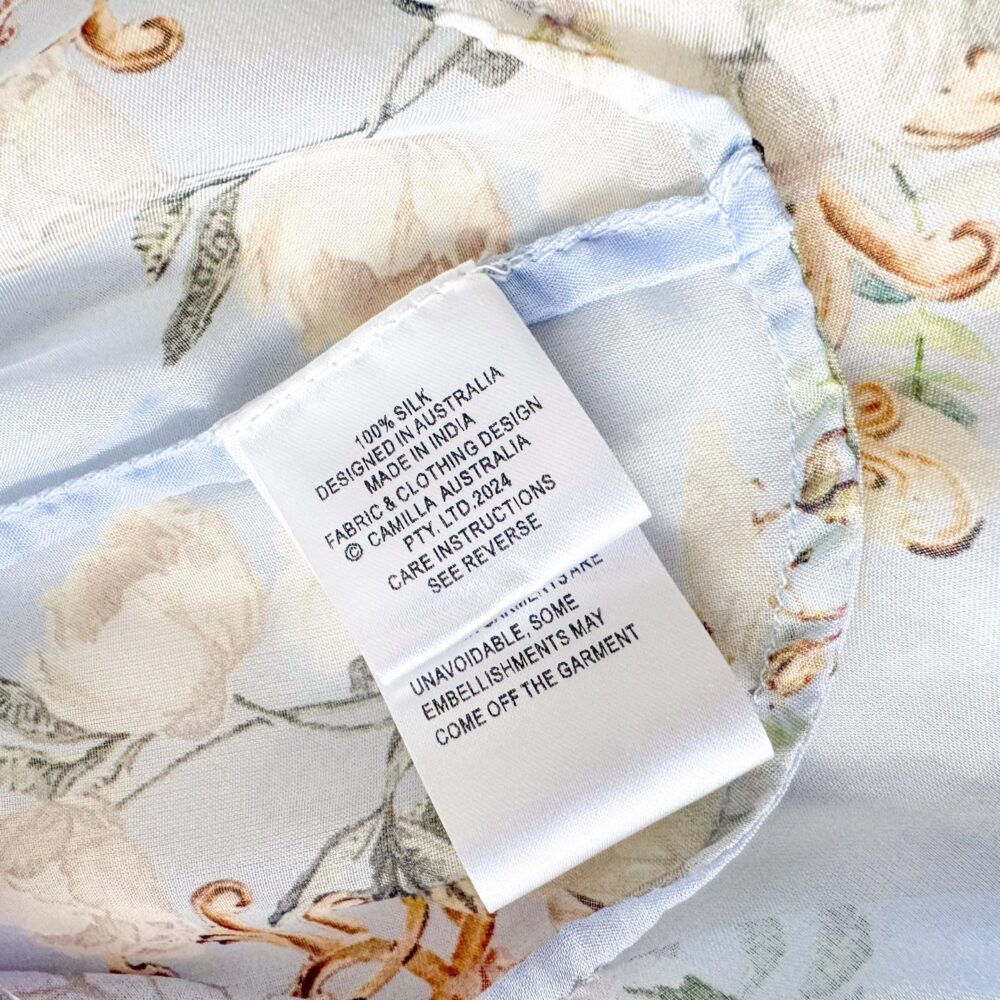 100% SILK
DESIGNED IN AUSTRALIA
MADE IN INDIA
FABRIC & CLOTHING DESIGN
© CAMILLA AUSTRALIA
PTY. LTD.2024
CARE INSTRUCTIONS
SEE REVERSE
ARE
UNAVOIDABLE, SOME
EMBELLISHMENTS MAY
COME OFF THE GARMENT